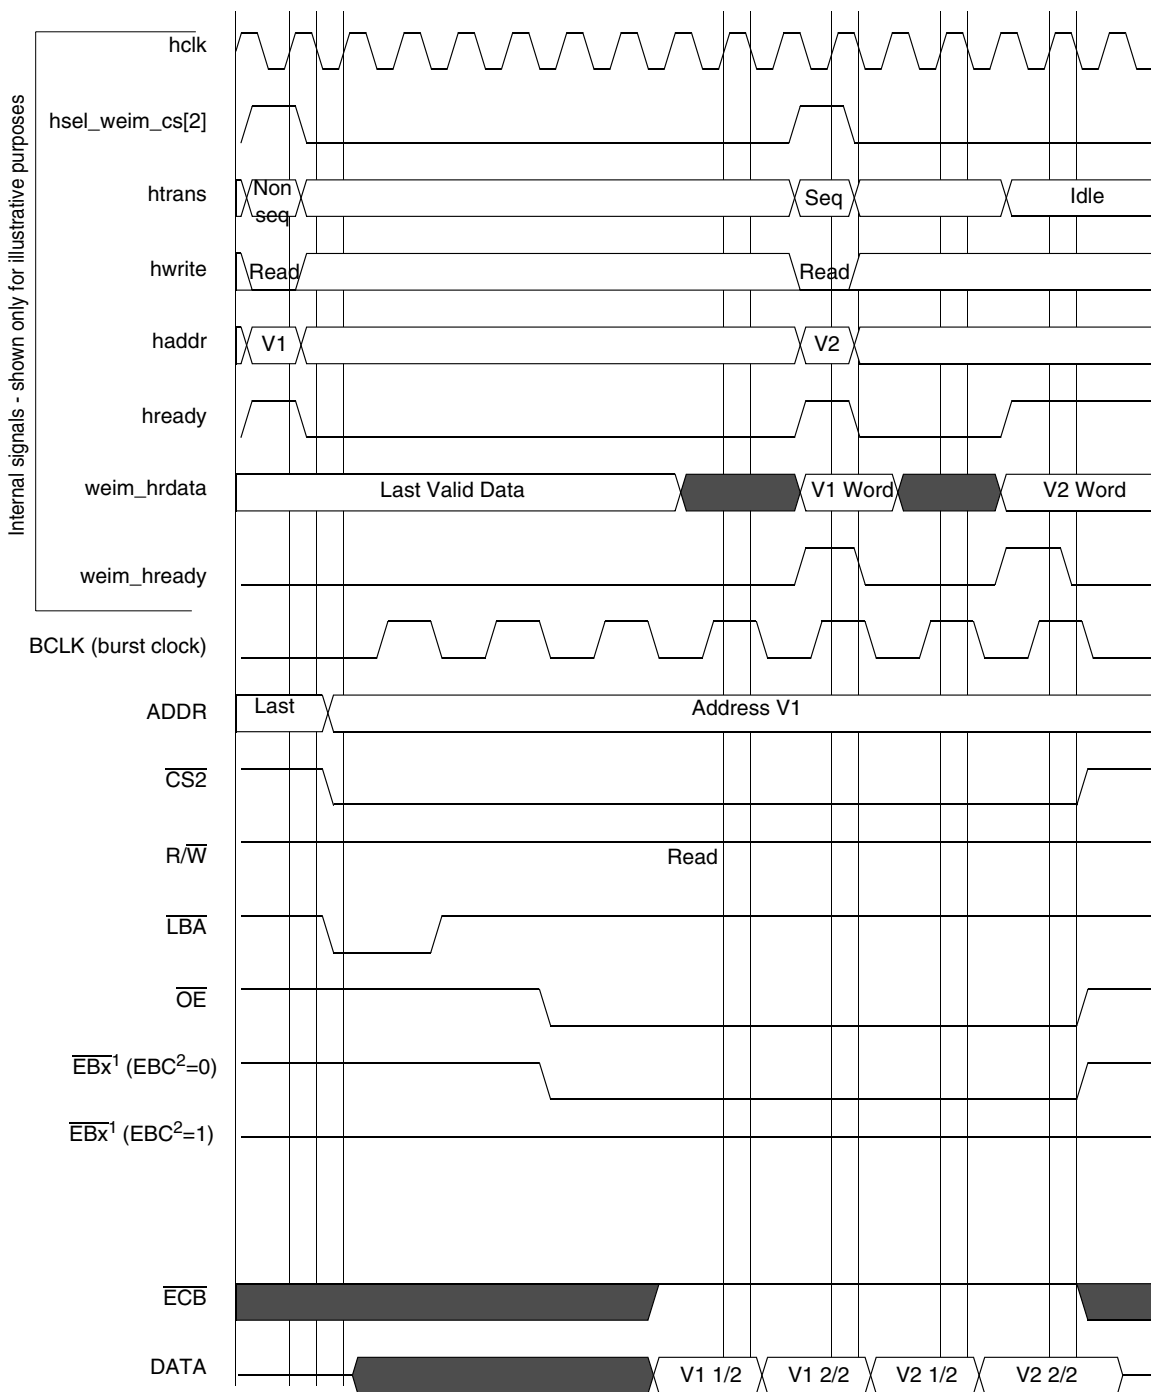 Internal signals - shown only for illustrative purposes
hclk
hsel_weim_cs[2]
htrans
Non
seq
Seq
Idle
hwrite
Read
Read
haddr
V1
V2
hready
weim_hrdata
Last Valid Data
V1 Word
V2 Word
weim_hready
BCLK (burst clock)
ADDR
Last
Address V1
CS2
R/W
Read
LBA
OE
EBx¹ (EBC²=0)
EBx¹ (EBC²=1)
ECB
DATA
V1 1/2
V1 2/2
V2 1/2
V2 2/2